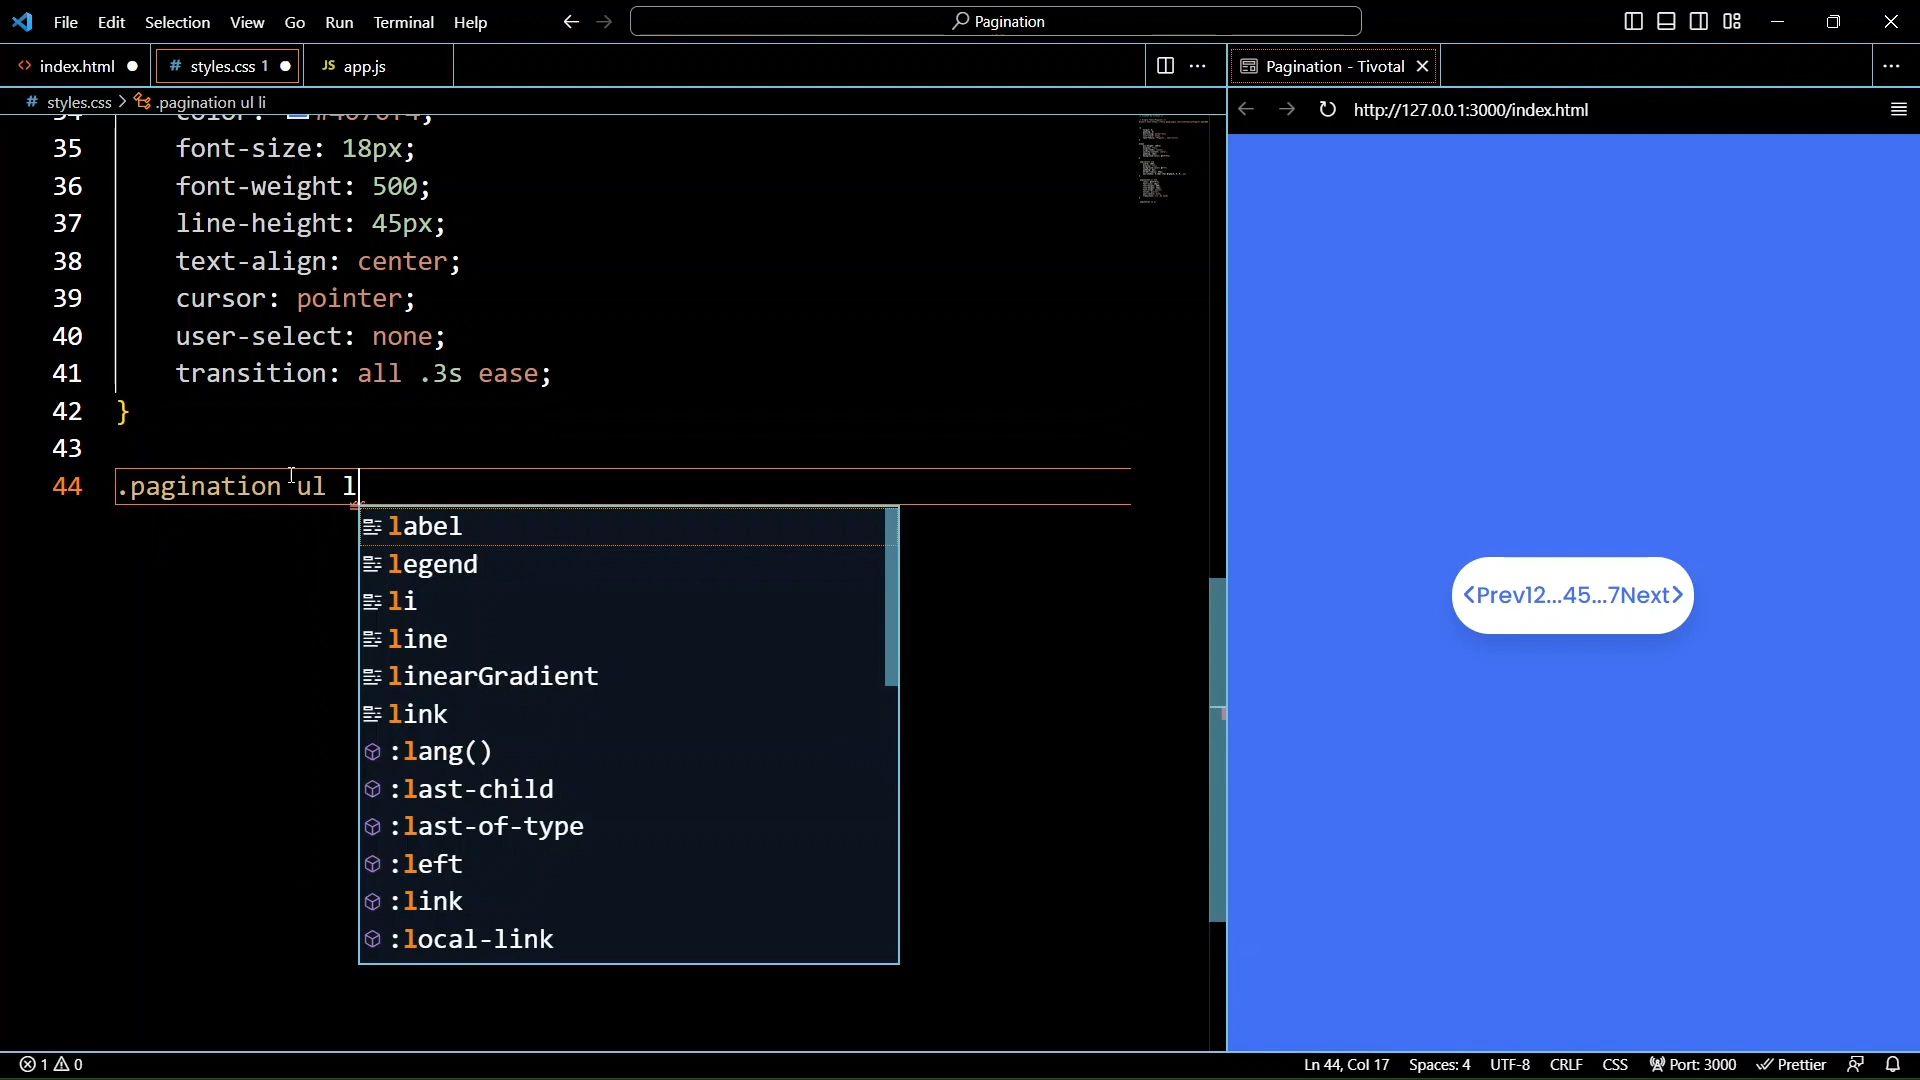 File Edit Selection View Go Run Terminal Help
Pagination
index.html
# styles.css 1
JS app.js
Pagination - Tivotal
# styles.css > .pagination ul li
http://127.0.0.1:3000/index.html
35 font-size: 18px;
36 font-weight: 500;
37 line-height: 45px;
38 text-align: center;
39 cursor: pointer;
40 user-select: none;
41 transition: all .3s ease;
42 }
43
44 .pagination ul l
label
legend
li
line
linearGradient
link
:lang()
:last-child
:last-of-type
:left
:link
:local-link
<Prev12...45...7Next>
1 0
Ln 44, Col 17 Spaces: 4 UTF-8 CRLF CSS Port: 3000 Prettier